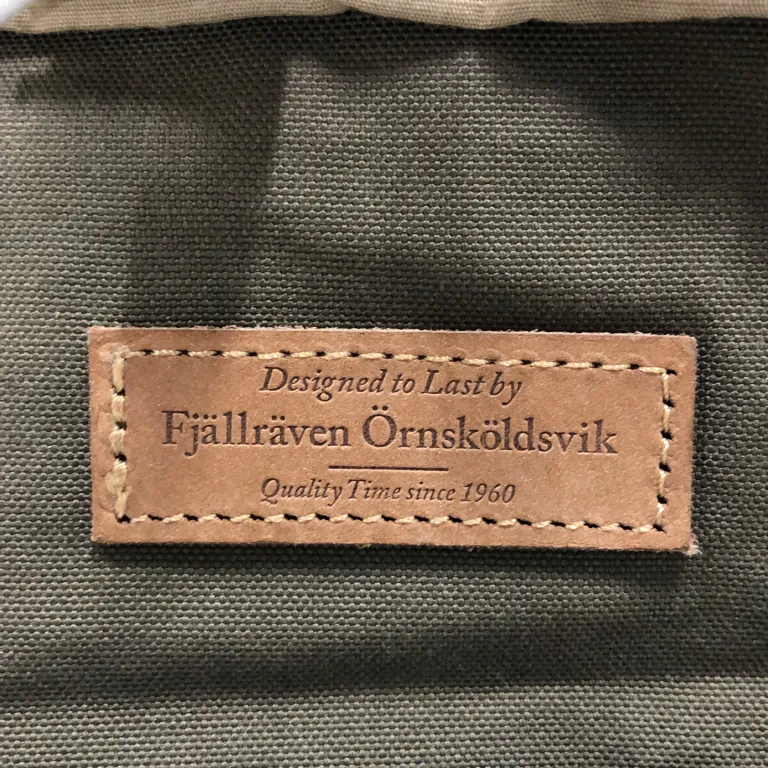 Designed to Last by
Fjällräven Örnsköldsvik
Quality Time since 1960